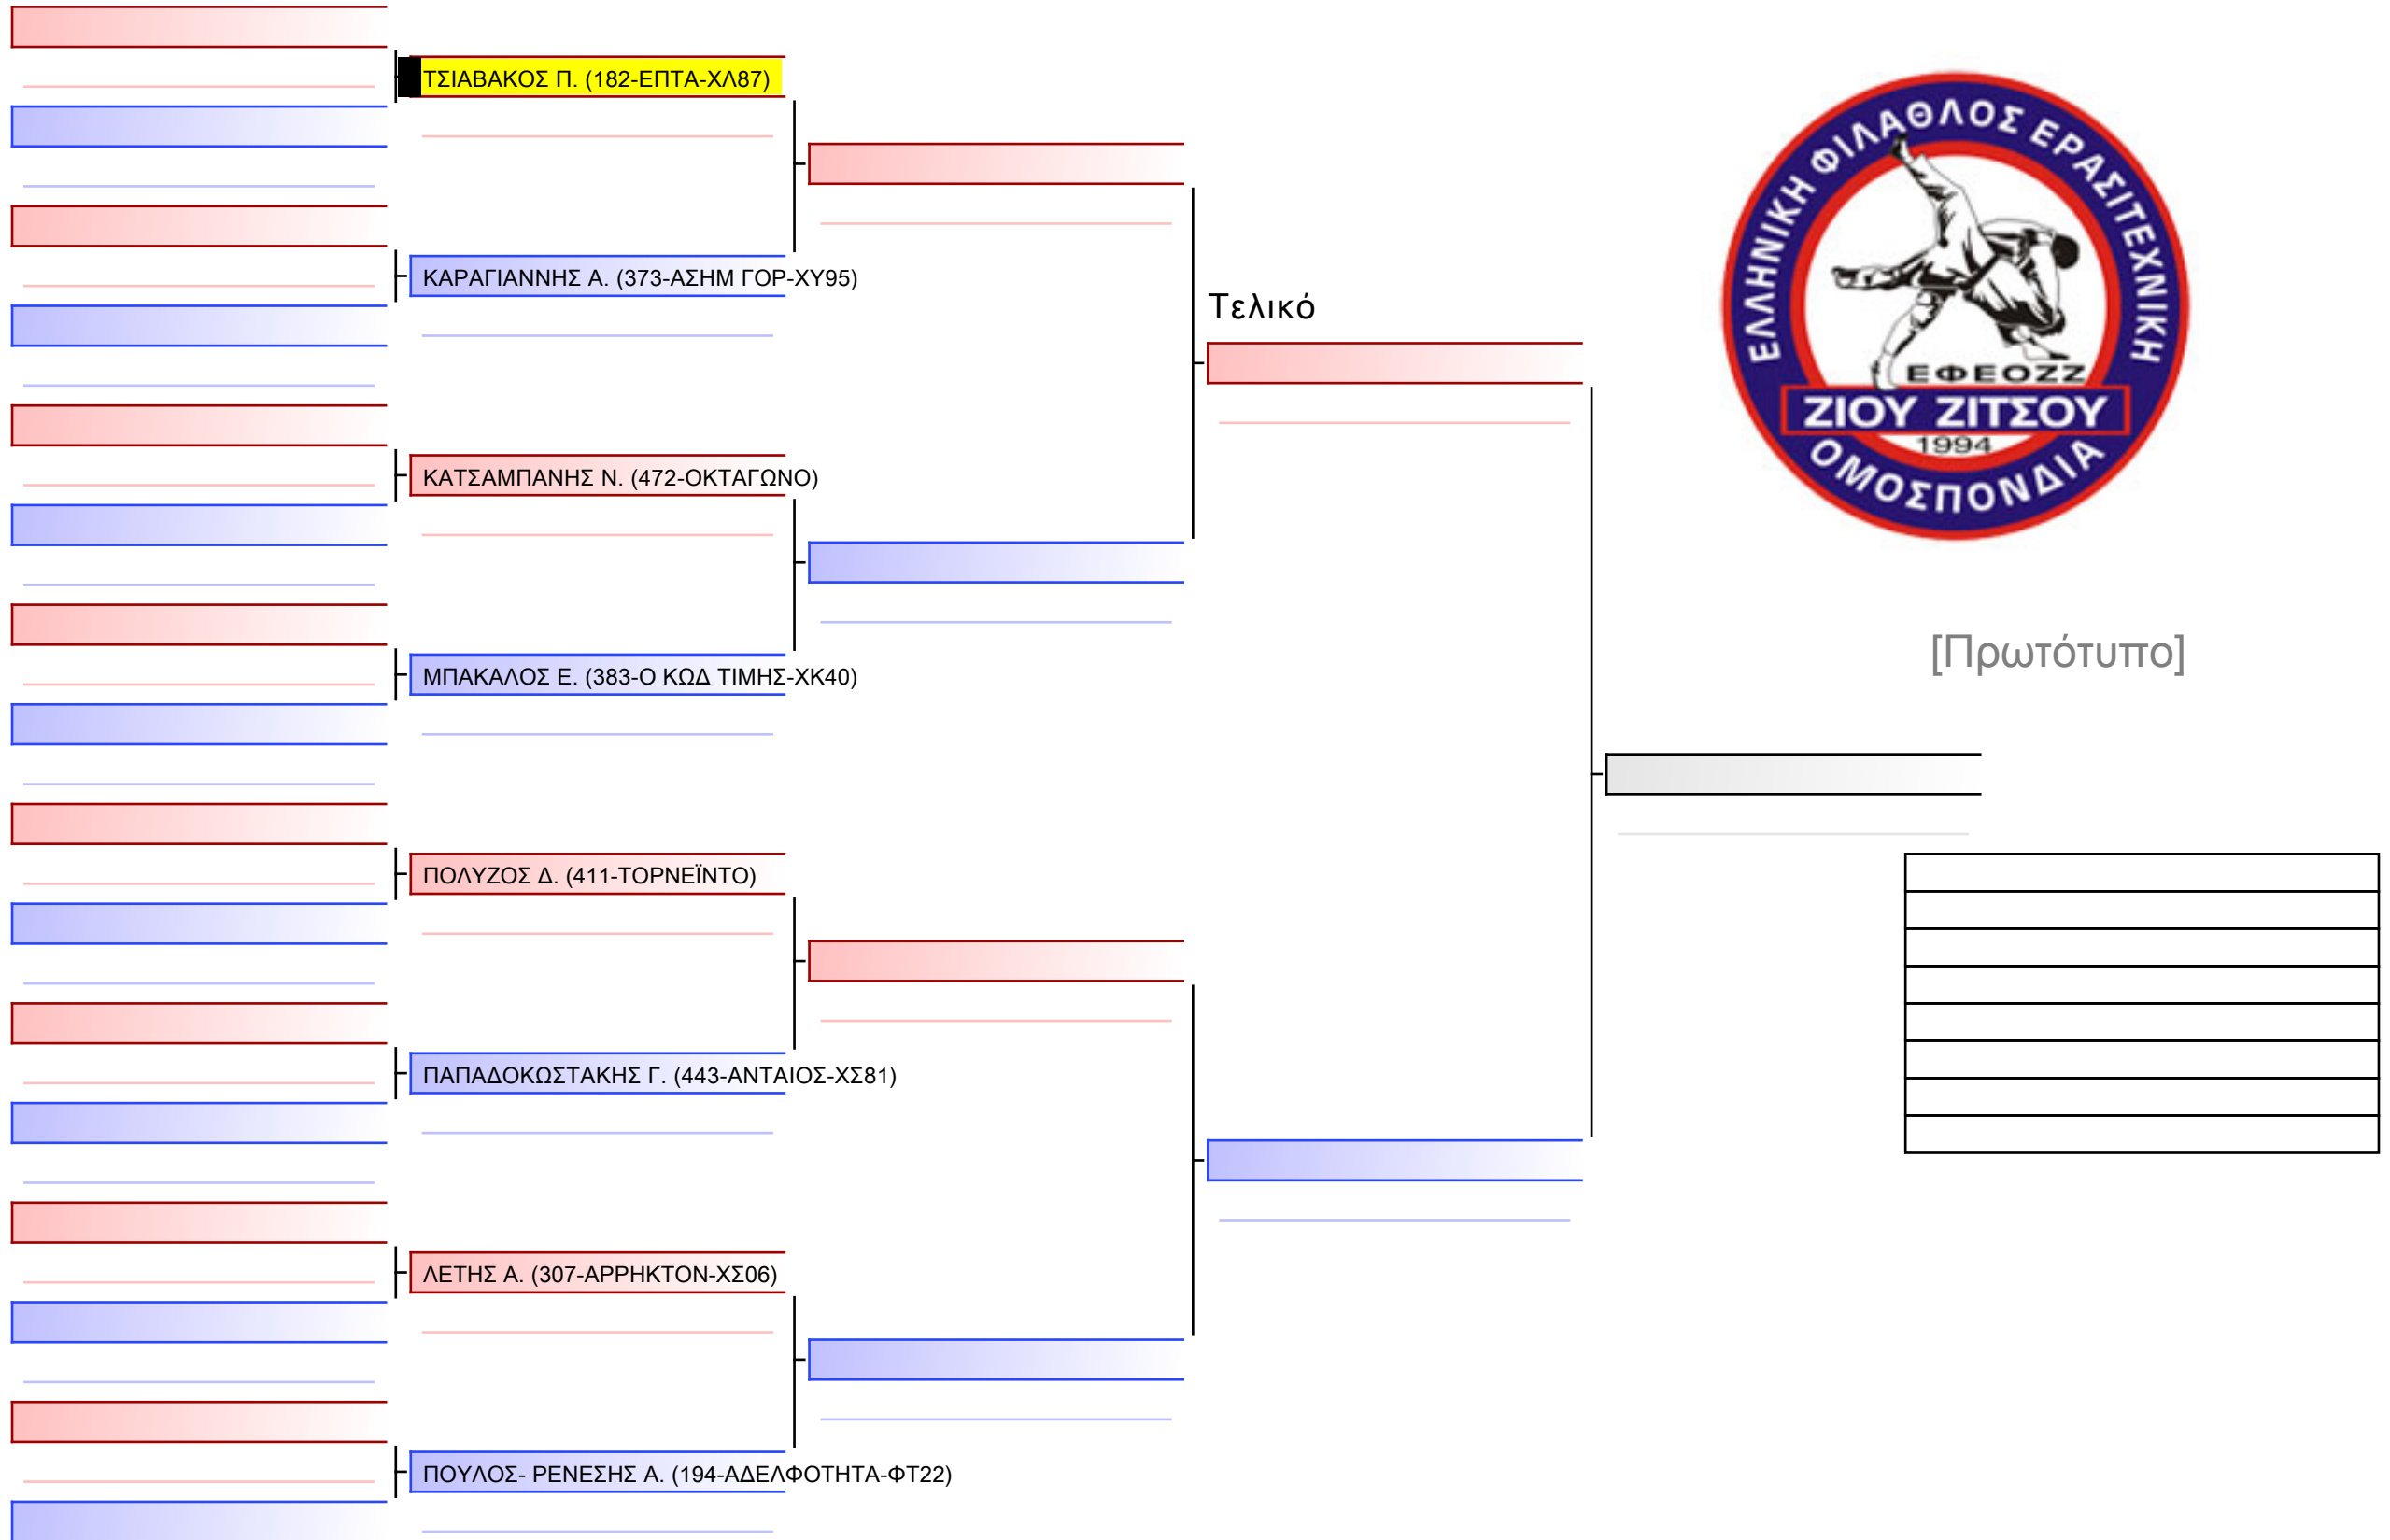 ΤΣΙΑΒΑΚΟΣ Π. (182-ΕΠΤΑ-ΧΛ87)
ΚΑΡΑΓΙΑΝΝΗΣ Α. (373-ΑΣΗΜ ΓΟΡ-ΧΥ95)
ΚΑΤΣΑΜΠΑΝΗΣ Ν. (472-ΟΚΤΑΓΩΝΟ)
ΜΠΑΚΑΛΟΣ Ε. (383-Ο ΚΩΔ ΤΙΜΗΣ-ΧΚ40)
ΠΟΛΥΖΟΣ Δ. (411-ΤΟΡΝΕΪΝΤΟ)
ΠΑΠΑΔΟΚΩΣΤΑΚΗΣ Γ. (443-ΑΝΤΑΙΟΣ-ΧΣ81)
ΛΕΤΗΣ Α. (307-ΑΡΡΗΚΤΟΝ-ΧΣ06)
ΠΟΥΛΟΣ- ΡΕΝΕΣΗΣ Α. (194-ΑΔΕΛΦΟΤΗΤΑ-ΦΤ22)
Τελικό
ΕΛΛΗΝΙΚΗ ΦΙΛΑΘΛΟΣ ΕΡΑΣΙΤΕΧΝΙΚΗ
ΕΦΕΟΖΖ
ΖΙΟΥ ΖΙΤΣΟΥ
1994
ΟΜΟΣΠΟΝΔΙΑ
[Πρωτότυπο]